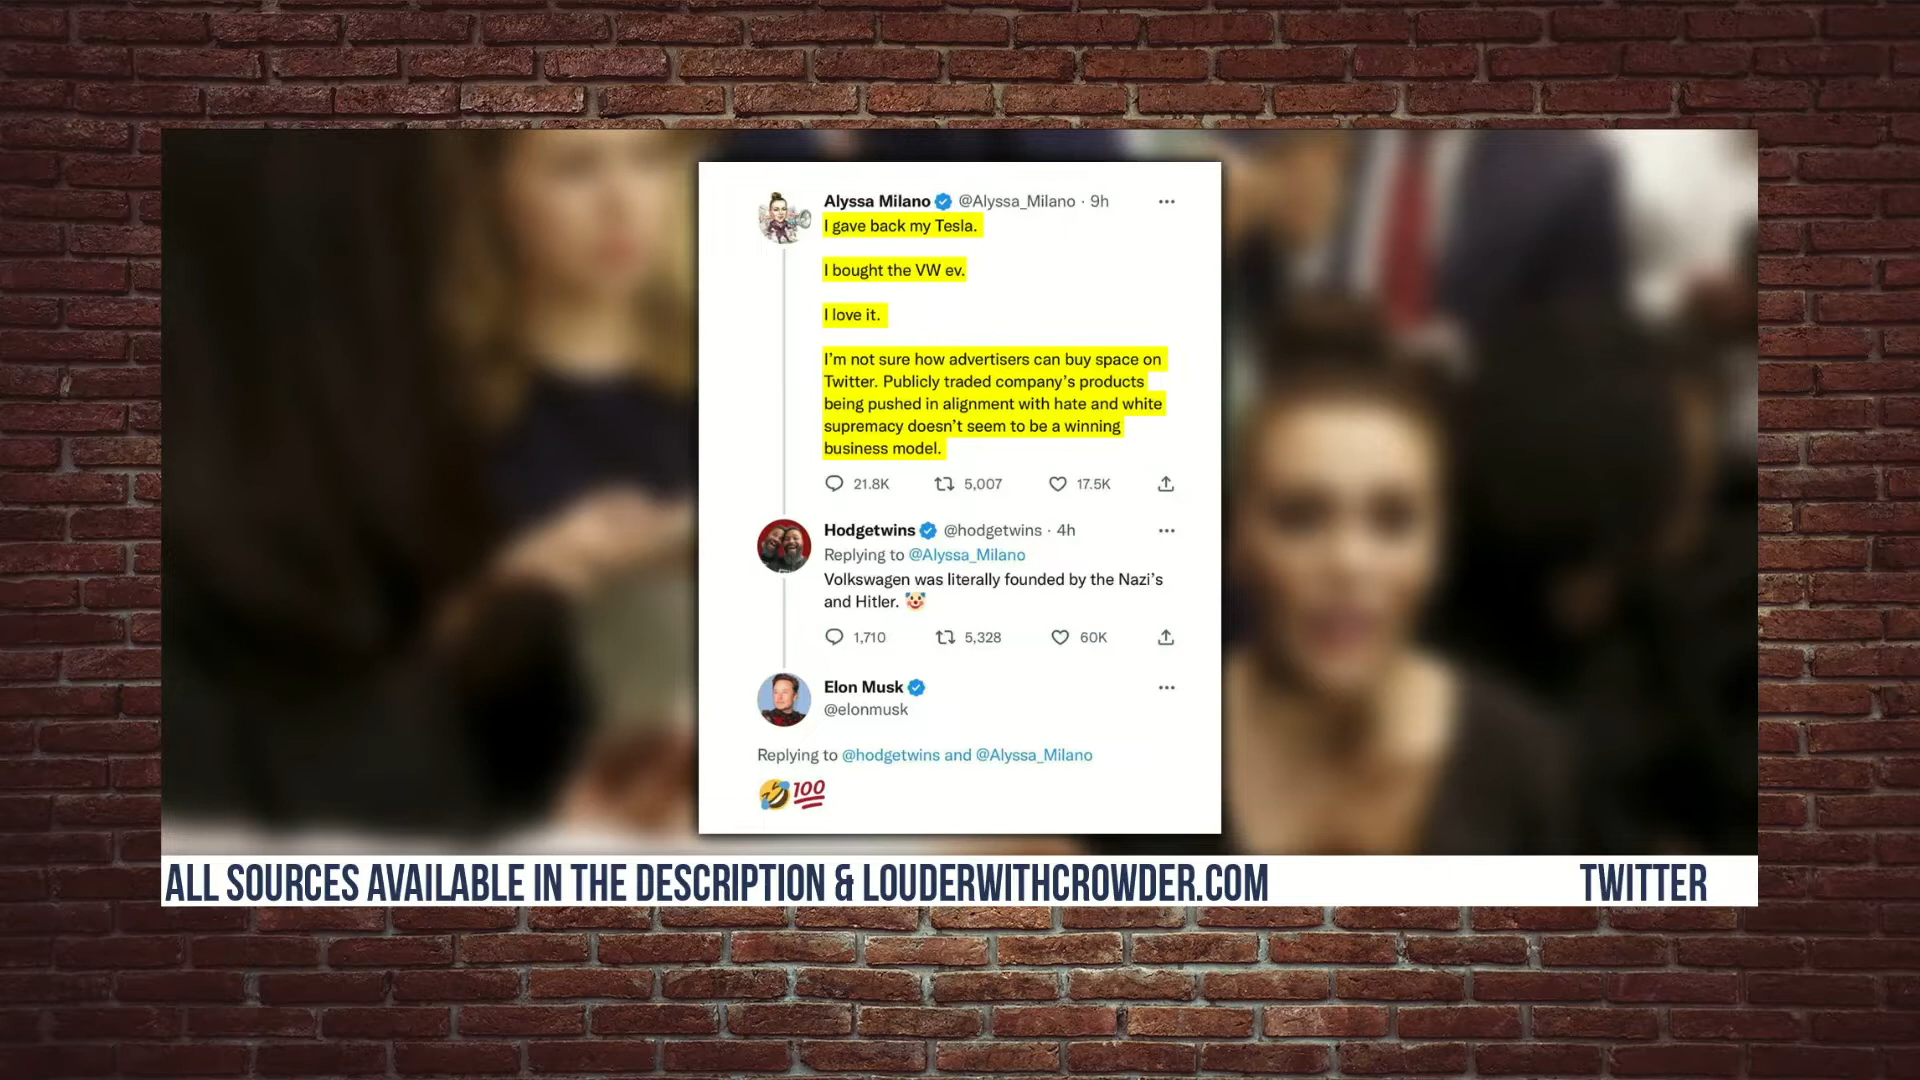 Alyssa Milano @Alyssa_Milano · 9h
I gave back my Tesla.
I bought the VW ev.
I love it.
I'm not sure how advertisers can buy space on
Twitter. Publicly traded company's products
being pushed in alignment with hate and white
supremacy doesn't seem to be a winning
business model.
21.8K 5,007 17.5K
Hodgetwins @hodgetwins · 4h
Replying to @Alyssa_Milano
Volkswagen was literally founded by the Nazi's
and Hitler. 🤡
1,710 5,328 60K
Elon Musk
@elonmusk
Replying to @hodgetwins and @Alyssa_Milano
🤣💯
ALL SOURCES AVAILABLE IN THE DESCRIPTION & LOUDERWITHCROWDER.COM
TWITTER